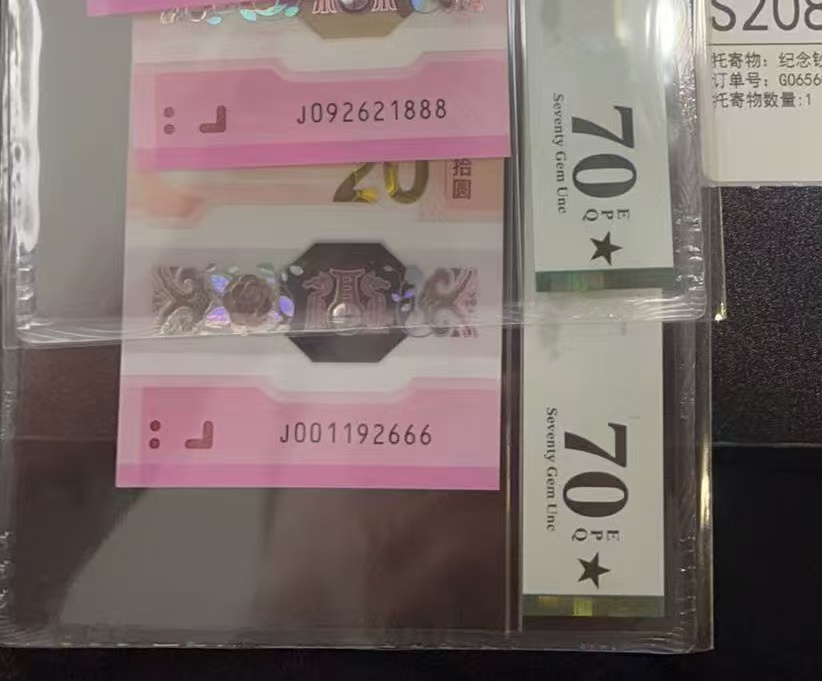 S208
托寄物：纪念钞
订单号：G0656
托寄物数量:1
J092621888
70
EPQ
★
Seventy Gem Unc
20
拾圆
J001192666
70
EPQ
★
Seventy Gem Unc